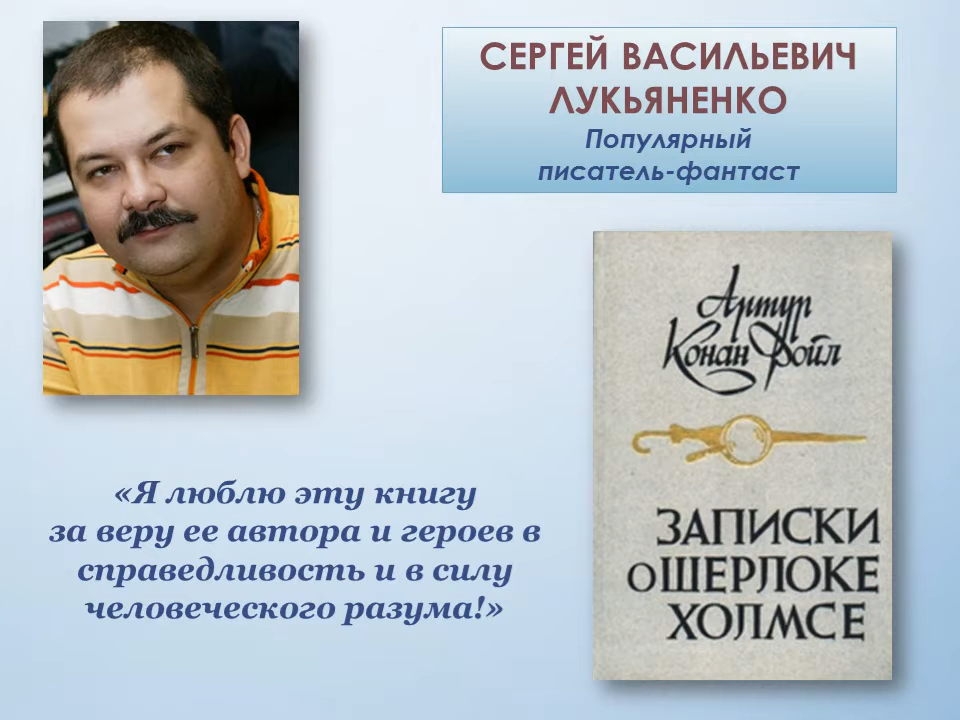 СЕРГЕЙ ВАСИЛЬЕВИЧ
ЛУКЬЯНЕНКО
Популярный
писатель-фантаст
Артур
Конан Дойл
ЗАПИСКИ
О ШЕРЛОКЕ
ХОЛМСЕ
«Я люблю эту книгу
за веру ее автора и героев в
справедливость и в силу
человеческого разума!»